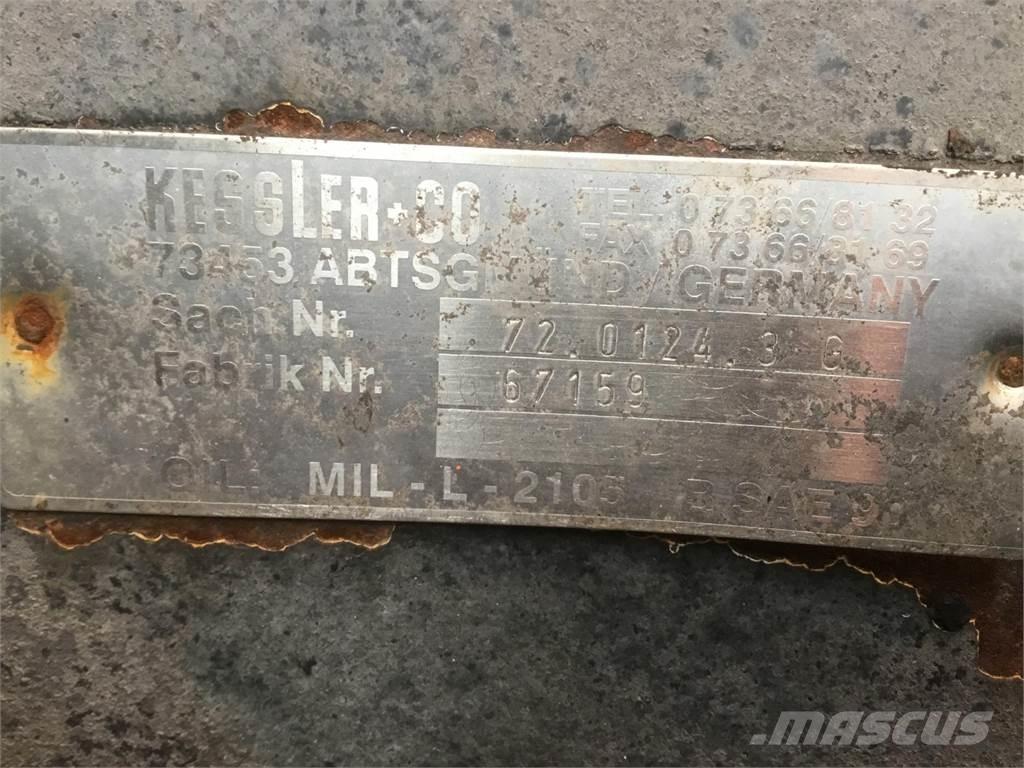 KESSLER+CO TEL. 0 73 66/81 32
FAX 0 73 66/81 69
73453 ABTSGMÜND/GERMANY
Sach Nr. 72.0124.3 G
Fabrik Nr. 67159
OIL: MIL-L-2105 B SAE 9
MASCUS